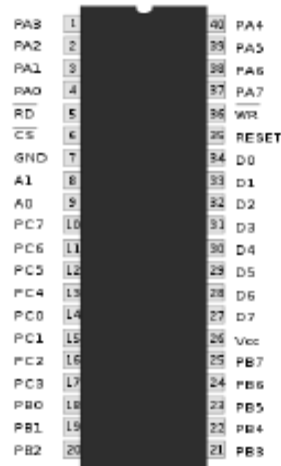 PA3 1 40 PA4
PA2 2 39 PA5
PA1 3 38 PA6
PA0 4 37 PA7
RD 5 36 WR
CS 6 35 RESET
GND 7 34 D0
A1 8 33 D1
A0 9 32 D2
PC7 10 31 D3
PC6 11 30 D4
PC5 12 29 D5
PC4 13 28 D6
PC0 14 27 D7
PC1 15 26 Vcc
PC2 16 25 PB7
PC3 17 24 PB6
PB0 18 23 PB5
PB1 19 22 PB4
PB2 20 21 PB3